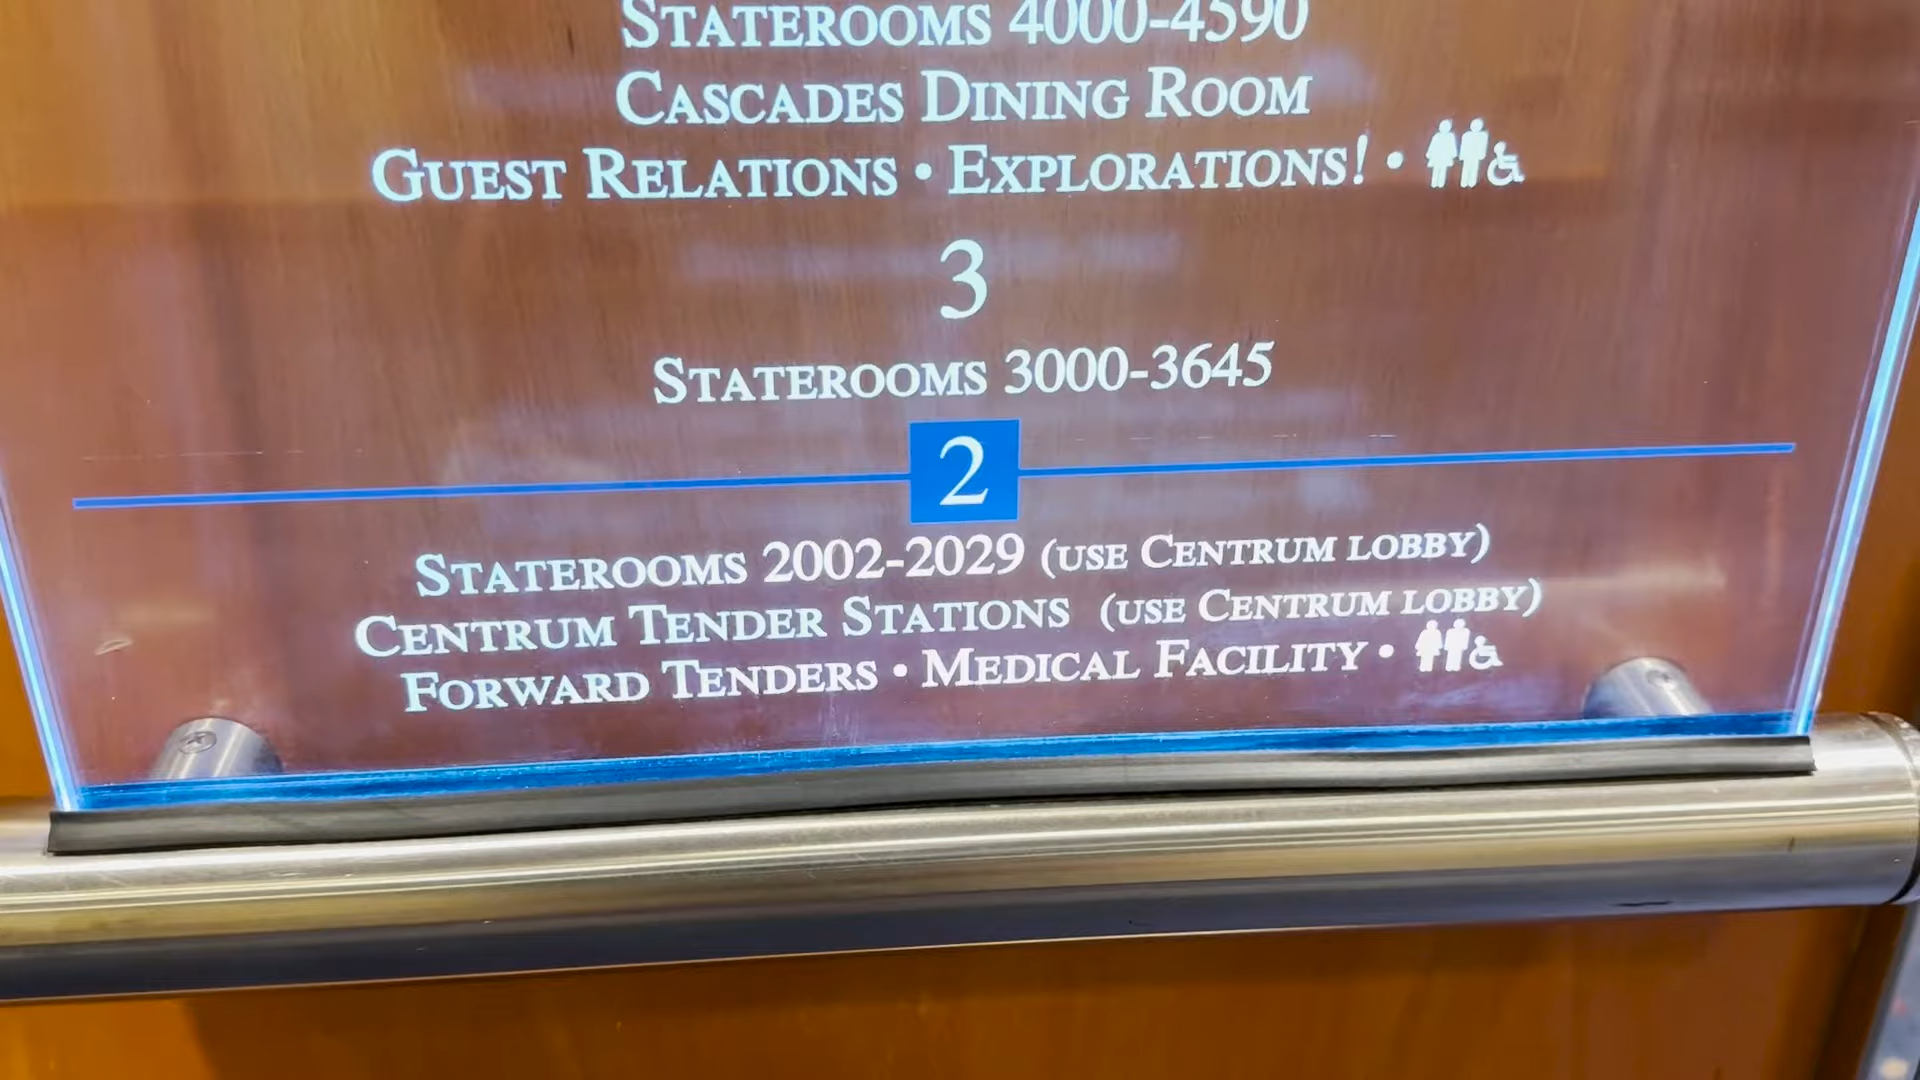 STATEROOMS 4000-4590
CASCADES DINING ROOM
GUEST RELATIONS • EXPLORATIONS! •
3
STATEROOMS 3000-3645
2
STATEROOMS 2002-2029 (USE CENTRUM LOBBY)
CENTRUM TENDER STATIONS (USE CENTRUM LOBBY)
FORWARD TENDERS • MEDICAL FACILITY •